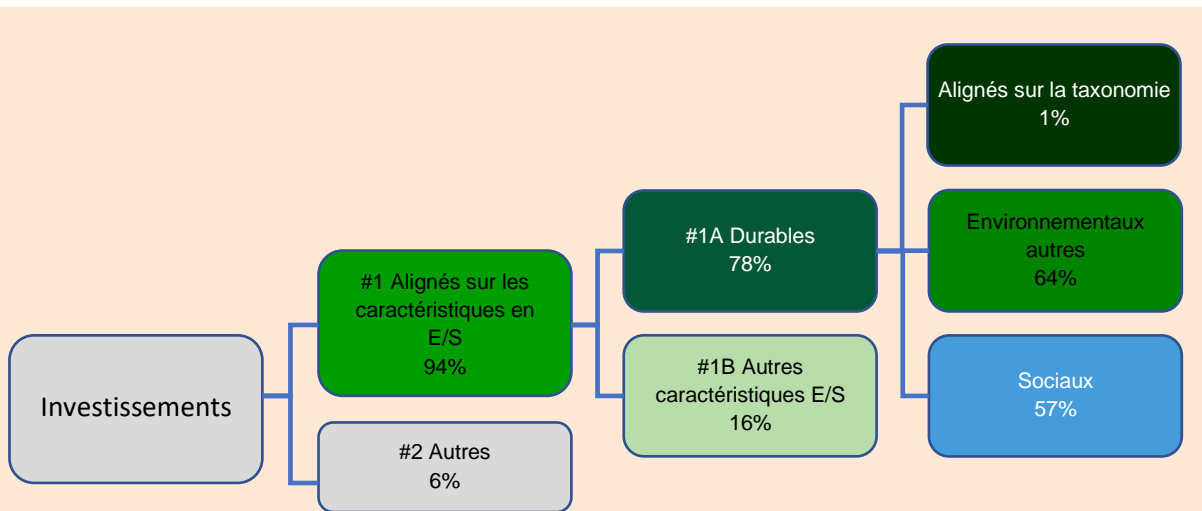 Investissements
#1 Alignés sur les
caractéristiques en
E/S
94%
#2 Autres
6%
#1A Durables
78%
#1B Autres
caractéristiques E/S
16%
Alignés sur la taxonomie
1%
Environnementaux
autres
64%
Sociaux
57%